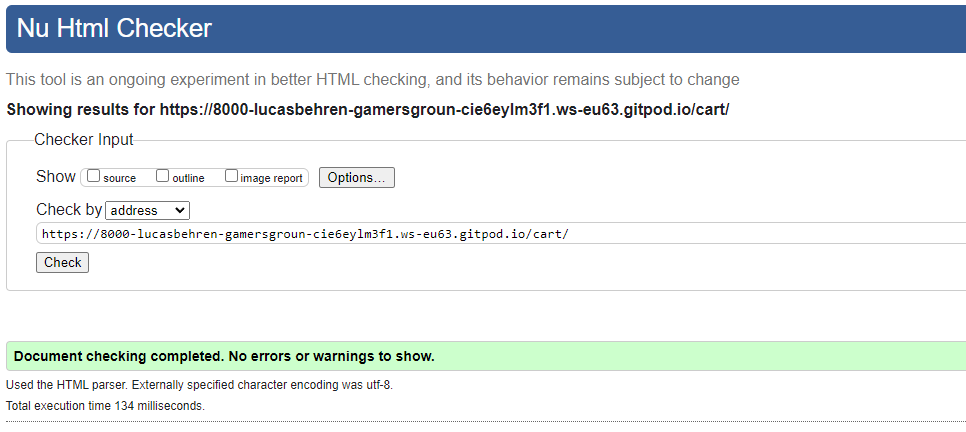 Nu Html Checker
This tool is an ongoing experiment in better HTML checking, and its behavior remains subject to change
Showing results for https://8000-lucasbehren-gamersgroun-cie6eylm3f1.ws-eu63.gitpod.io/cart/
Checker Input
Show source outline image report Options...
Check by address
https://8000-lucasbehren-gamersgroun-cie6eylm3f1.ws-eu63.gitpod.io/cart/
Check
Document checking completed. No errors or warnings to show.
Used the HTML parser. Externally specified character encoding was utf-8.
Total execution time 134 milliseconds.